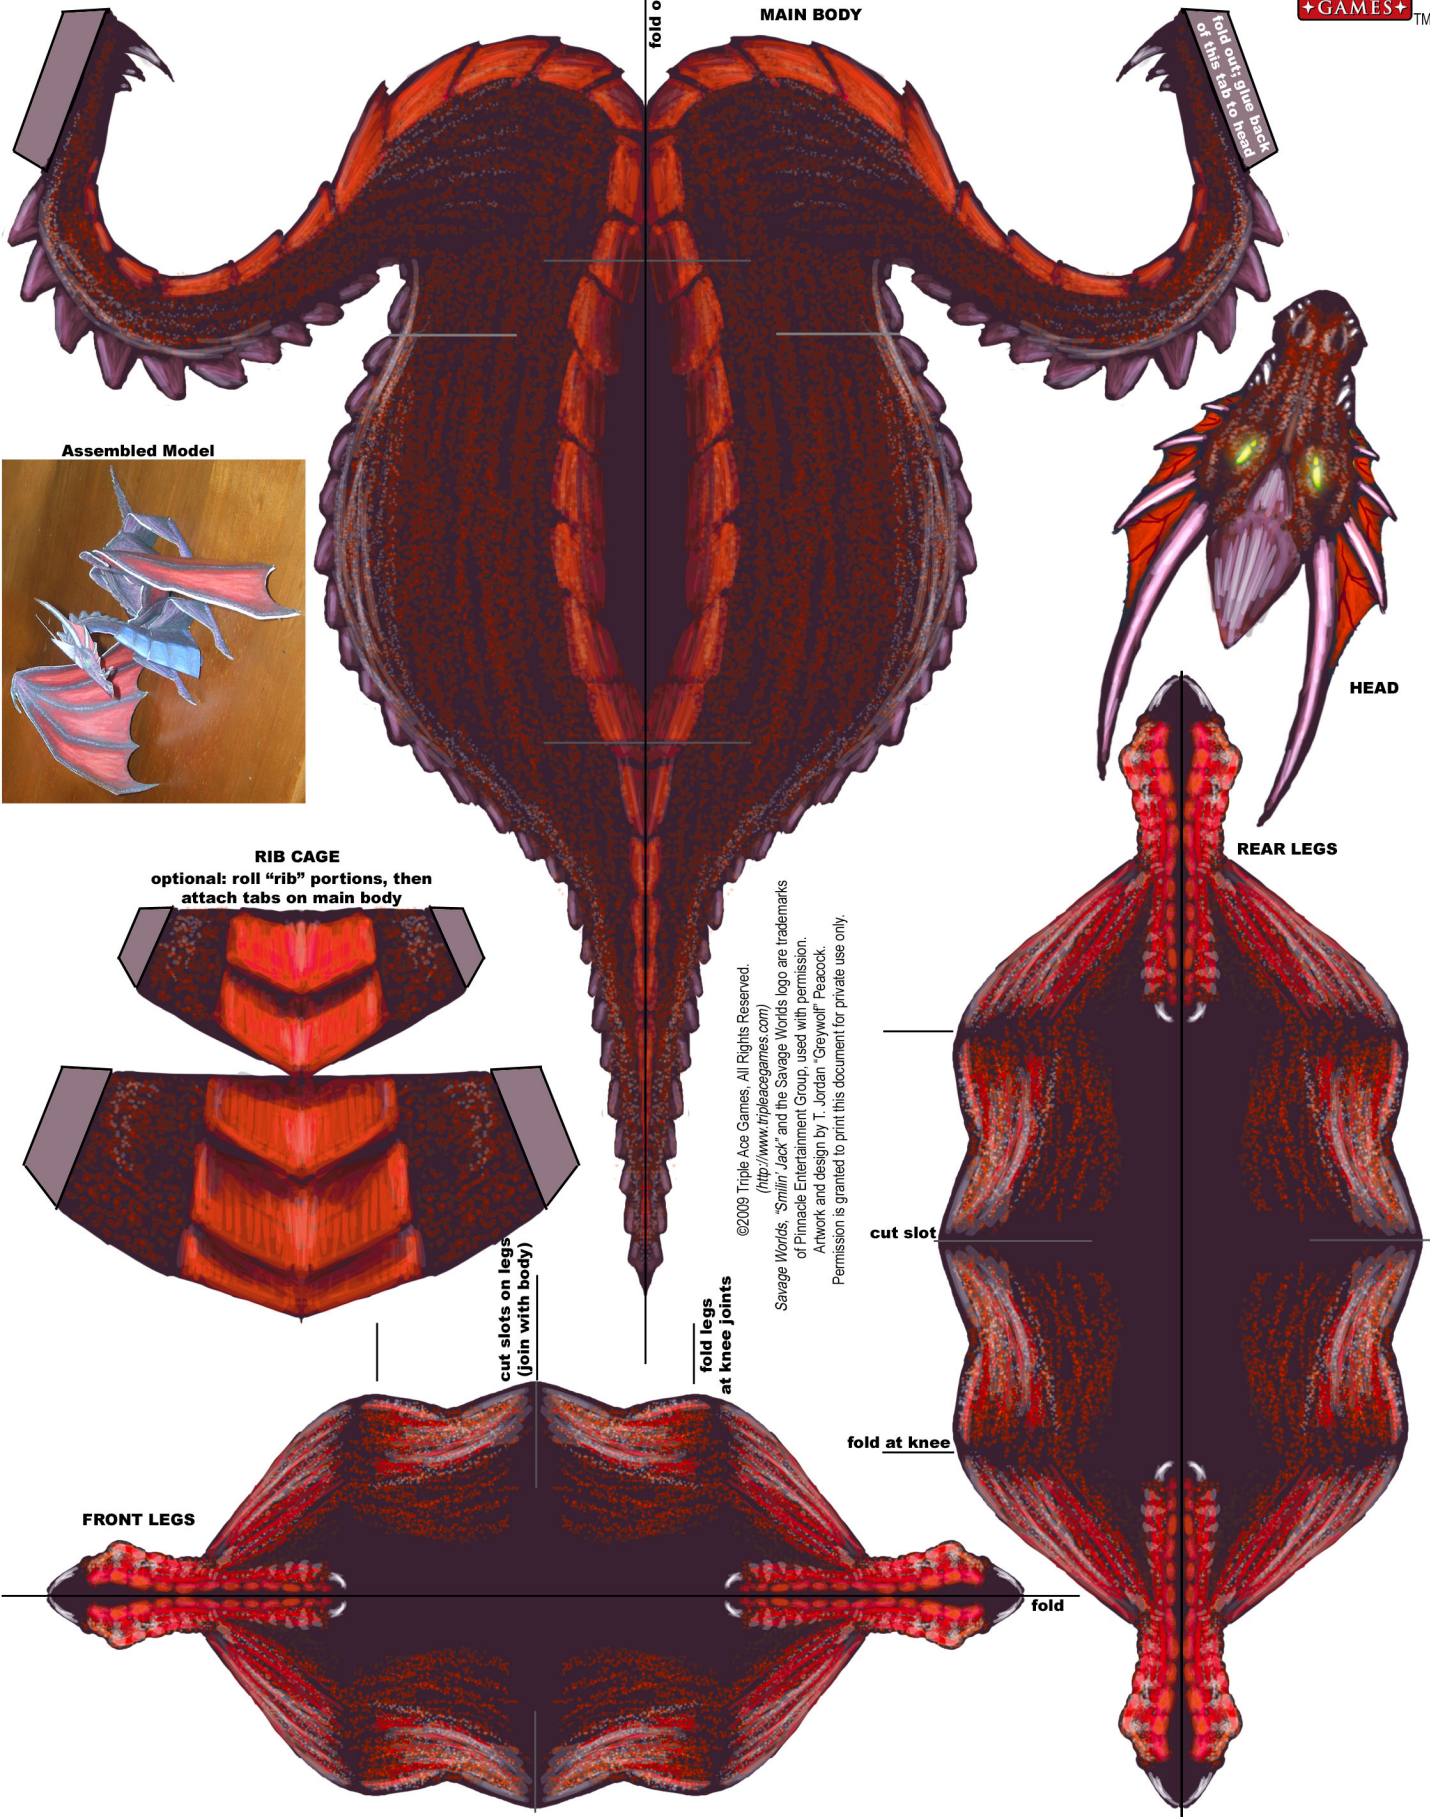 fold o
MAIN BODY
GAMES
TM
fold out; glue back
of this tab to head
Assembled Model
HEAD
RIB CAGE
optional: roll “rib” portions, then
attach tabs on main body
REAR LEGS
©2009 Triple Ace Games, All Rights Reserved.
(http://www.tripleacegames.com)
Savage Worlds, “Smilin’ Jack” and the Savage Worlds logo are trademarks
of Pinnacle Entertainment Group, used with permission.
Artwork and design by T. Jordan “Greywolf” Peacock.
Permission is granted to print this document for private use only.
cut slot
cut slots on legs
(join with body)
fold legs
at knee joints
fold at knee
FRONT LEGS
fold